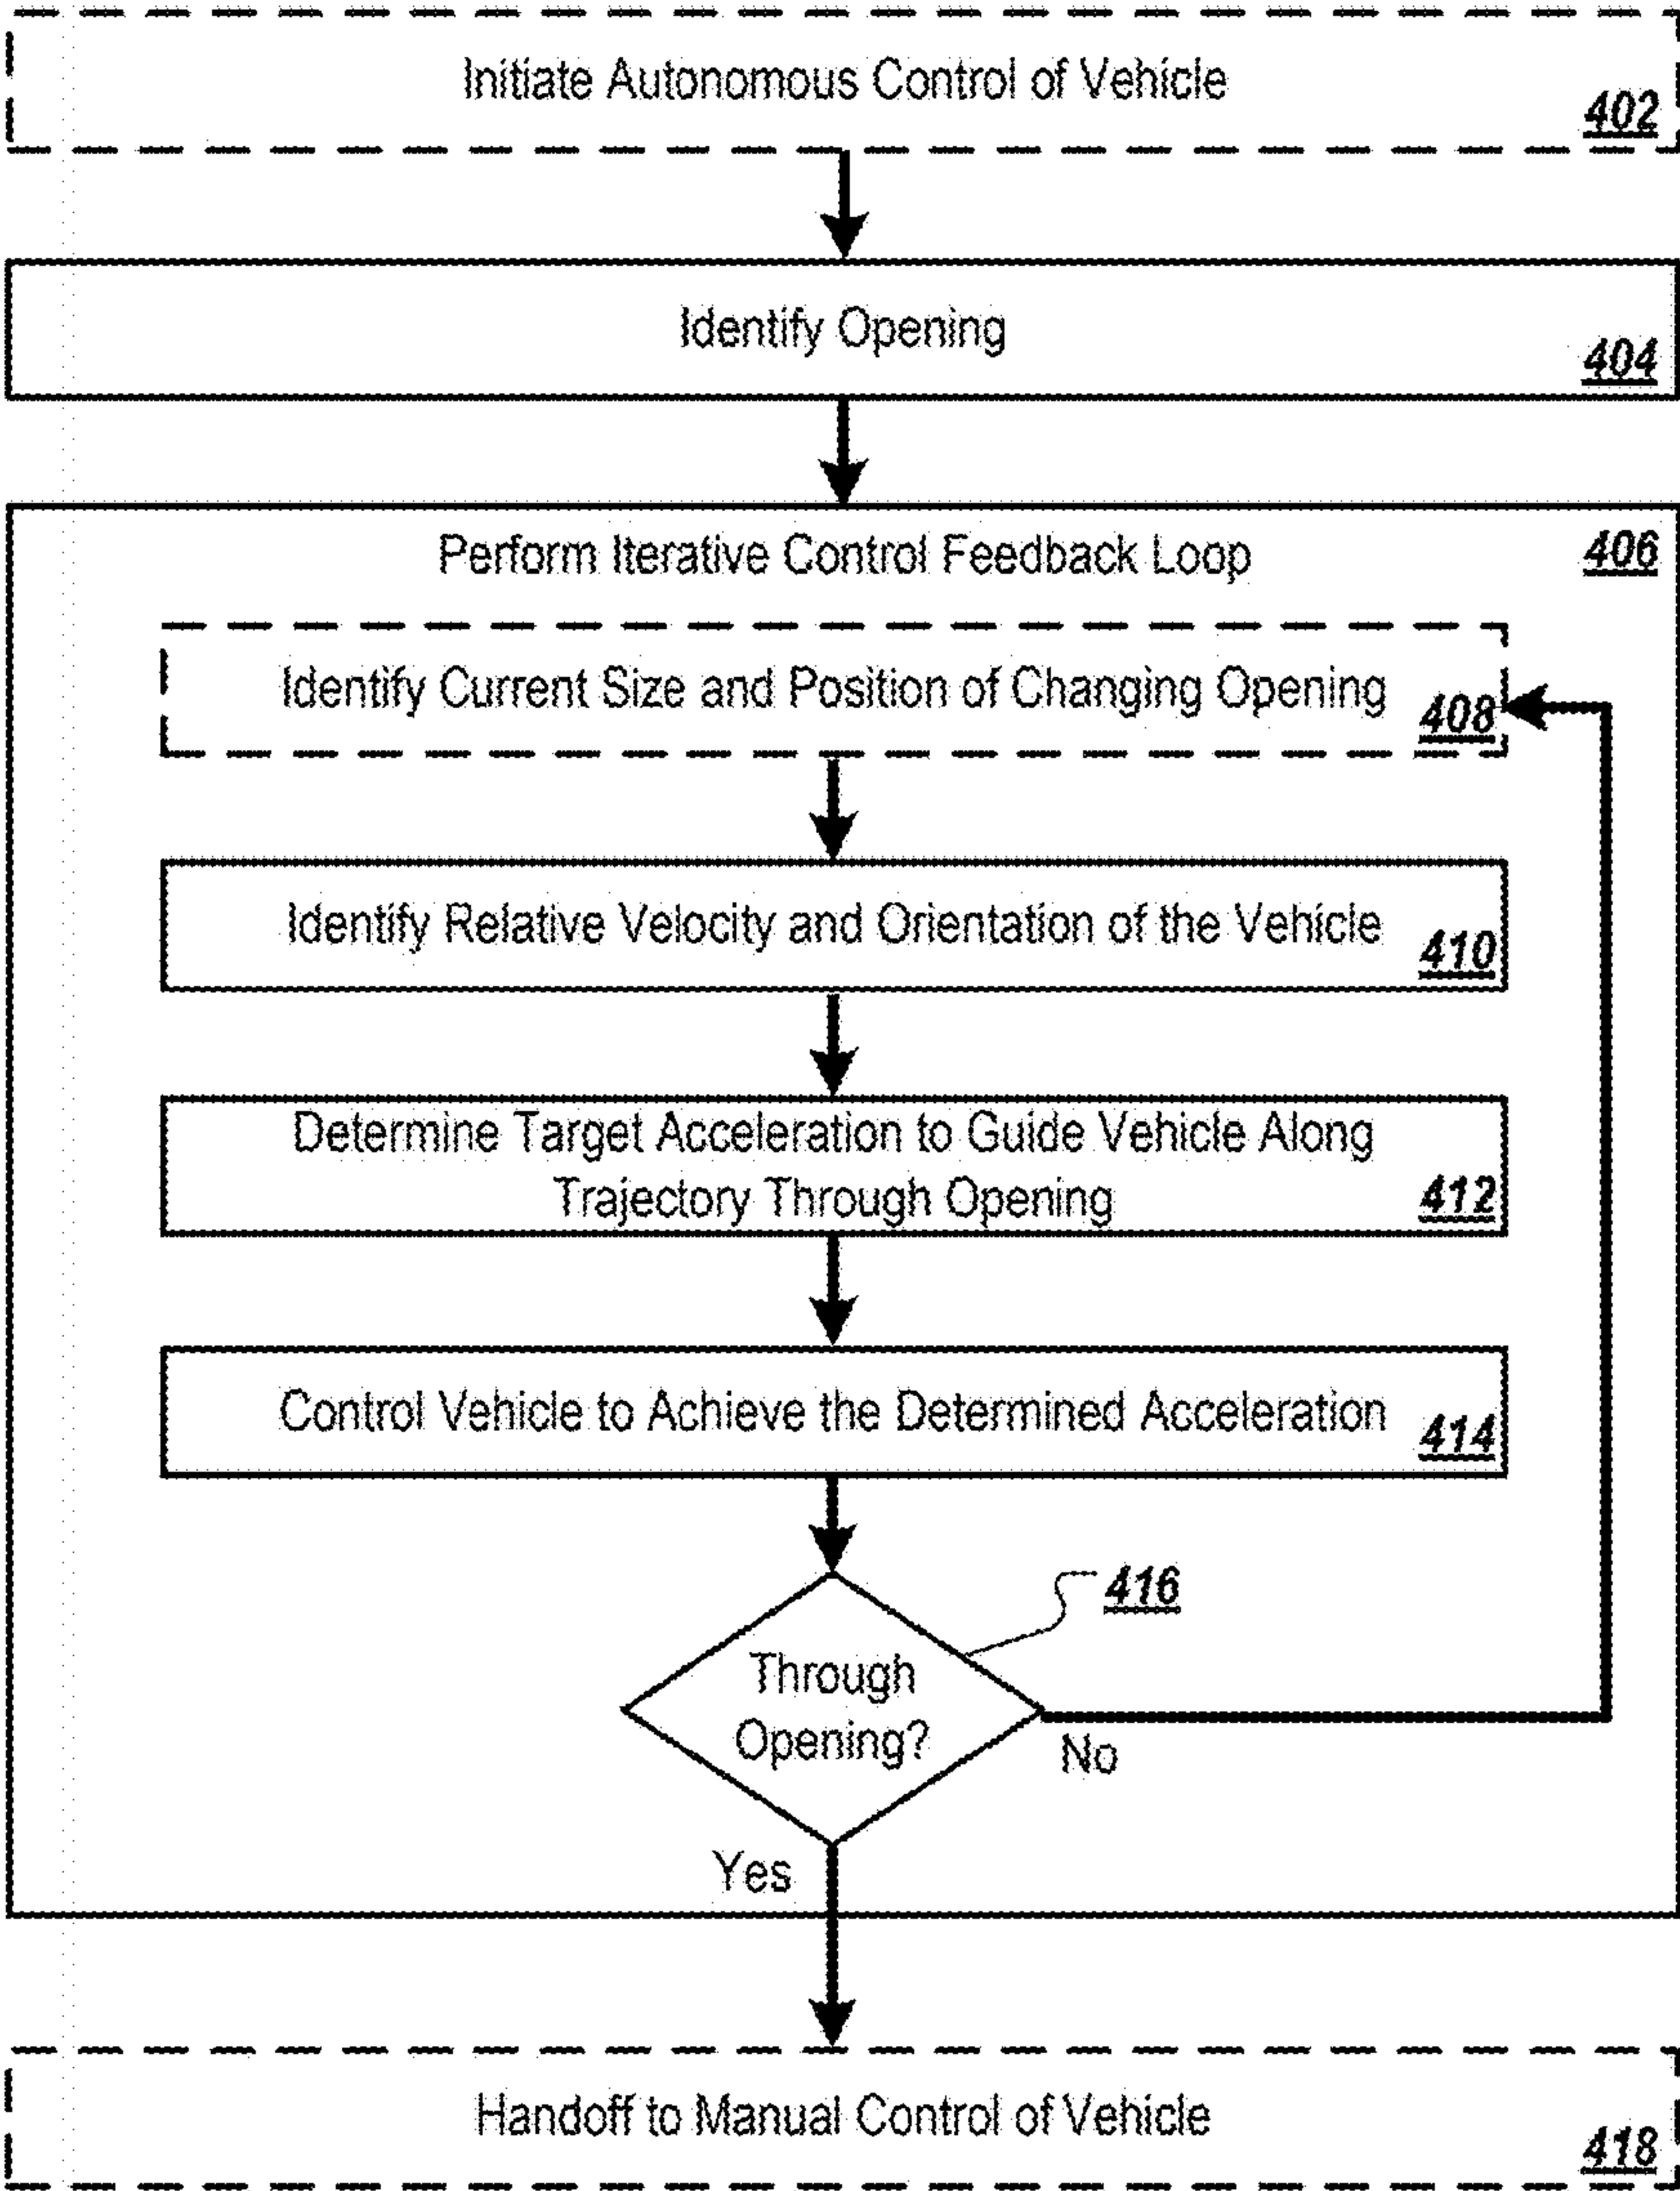 Initiate Autonomous Control of Vehicle
402
Identify Opening
404
Perform Iterative Control Feedback Loop
406
Identify Current Size and Position of Changing Opening
408
Identify Relative Velocity and Orientation of the Vehicle
410
Determine Target Acceleration to Guide Vehicle Along
Trajectory Through Opening
412
Control Vehicle to Achieve the Determined Acceleration
414
416
Through
Opening?
No
Yes
Handoff to Manual Control of Vehicle
418